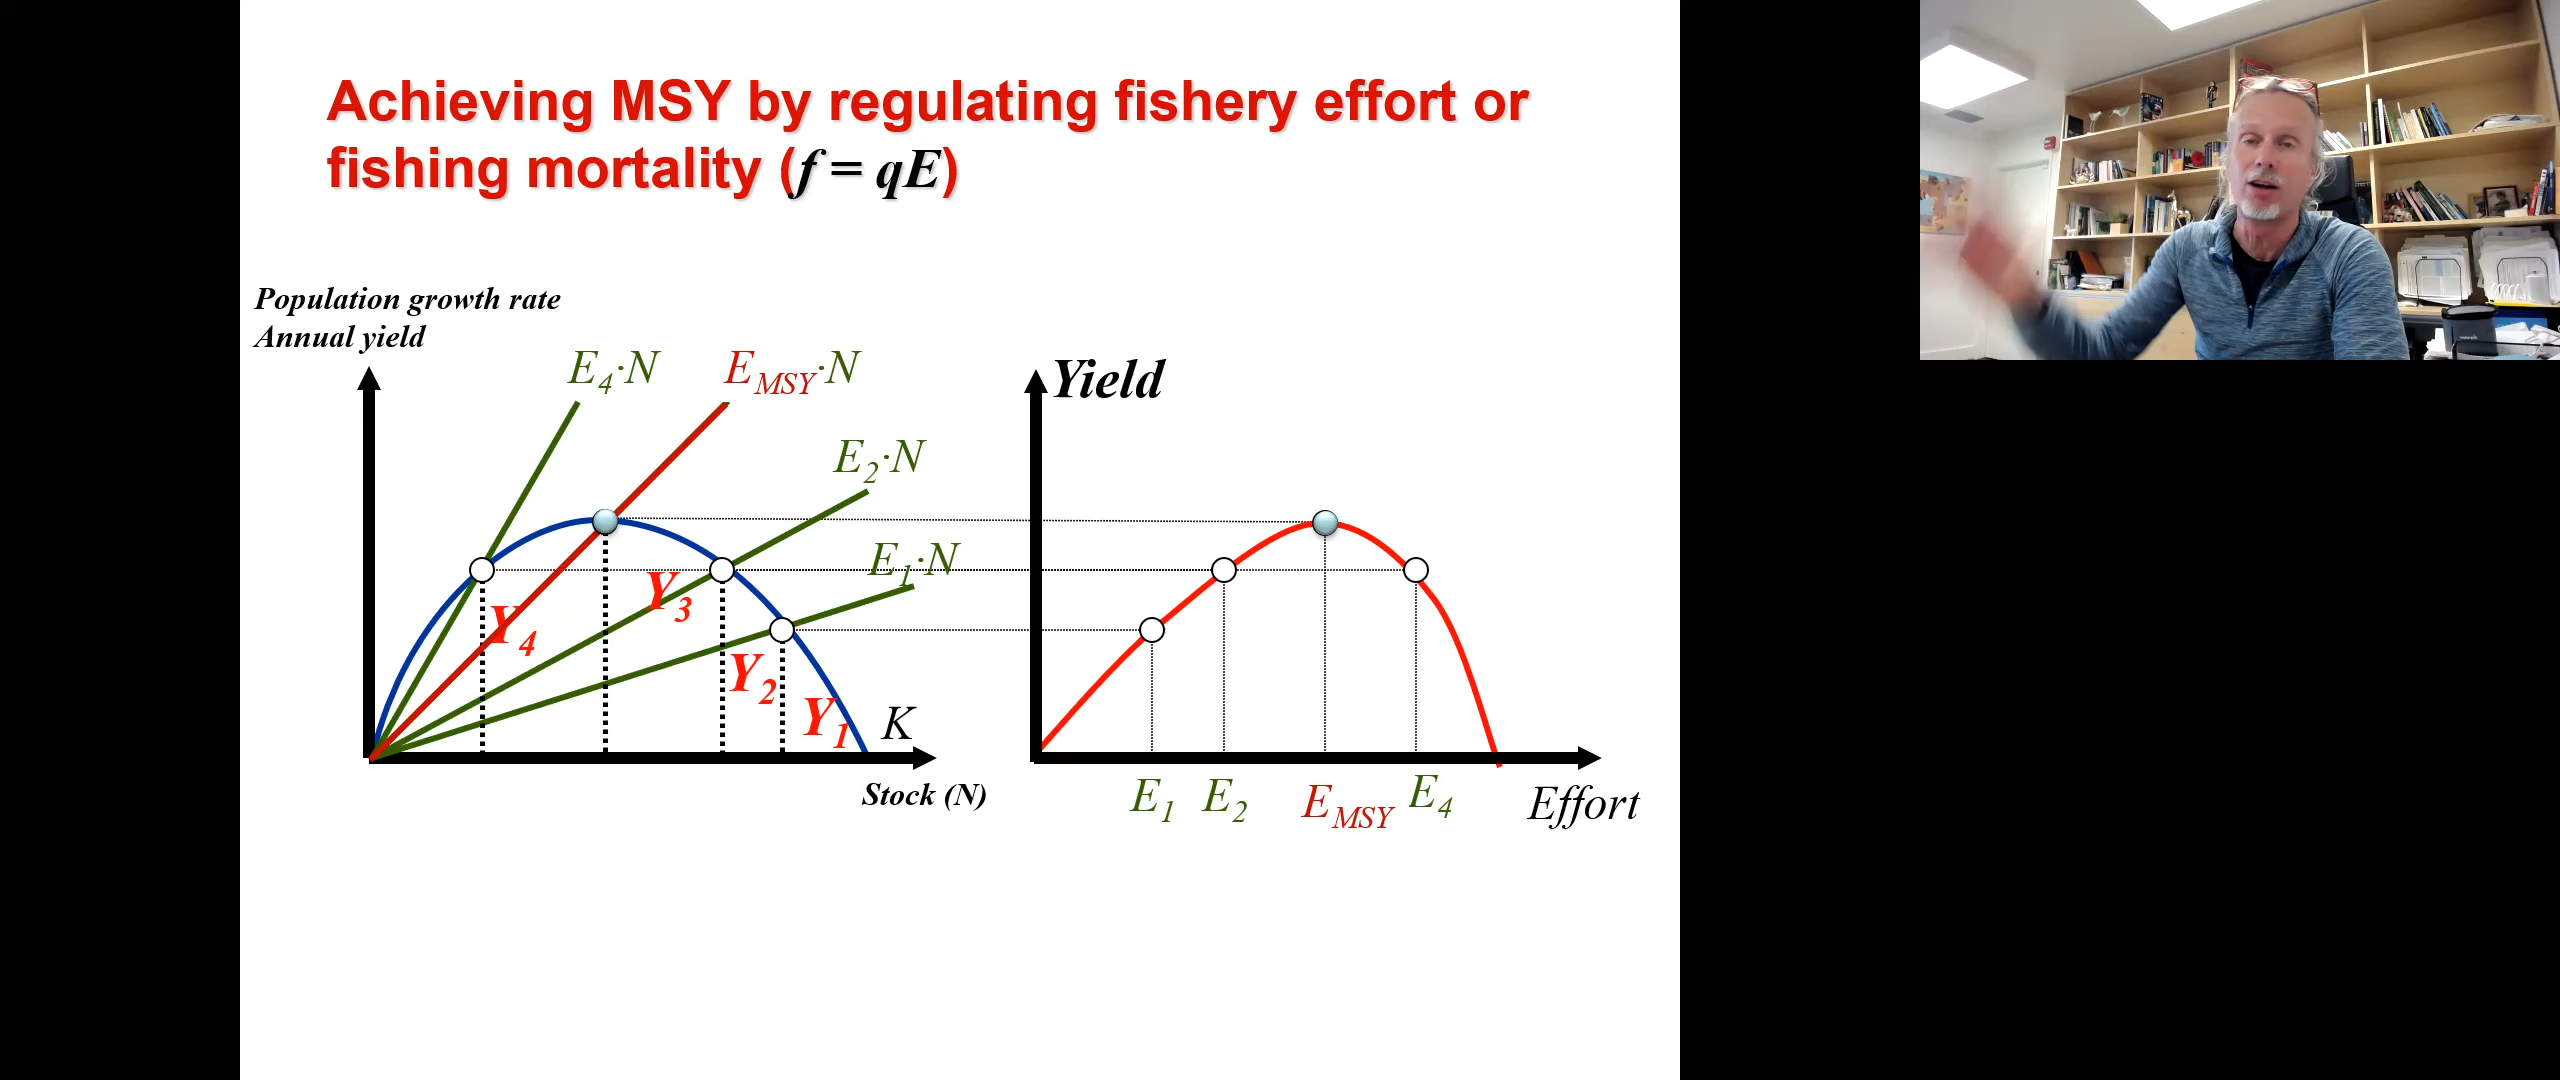 Achieving MSY by regulating fishery effort or
fishing mortality (f = qE)
Population growth rate
Annual yield
E4·N
EMSY·N
E2·N
E1·N
Y4
Y3
Y2
Y1
K
Stock (N)
Yield
E1
E2
EMSY
E4
Effort